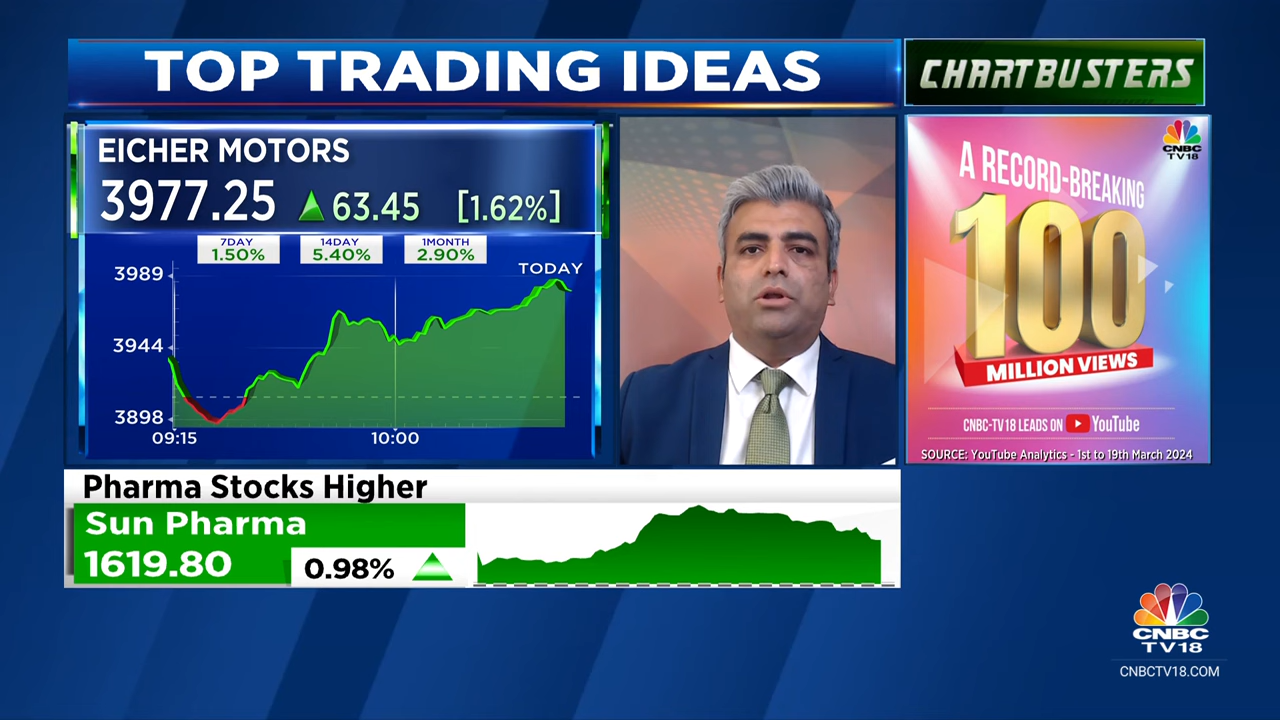 TOP TRADING IDEAS
CHARTBUSTERS
EICHER MOTORS
3977.25 63.45 [1.62%]
7DAY 14DAY 1MONTH
1.50% 5.40% 2.90%
TODAY
3989
3944
3898
09:15 10:00
CNBC
TV18
A RECORD-BREAKING
100
MILLION VIEWS
CNBC-TV18 LEADS ON YouTube
SOURCE: YouTube Analytics - 1st to 19th March 2024
Pharma Stocks Higher
Sun Pharma
1619.80 0.98%
CNBC
TV18
CNBCTV18.COM